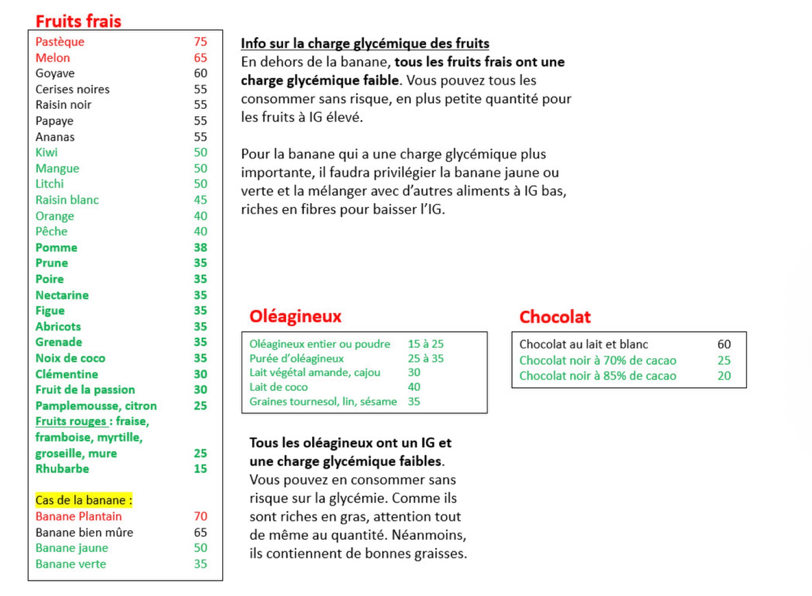 Fruits frais
Pastèque 75
Melon 65
Goyave 60
Cerises noires 55
Raisin noir 55
Papaye 55
Ananas 55
Kiwi 50
Mangue 50
Litchi 50
Raisin blanc 45
Orange 40
Pêche 40
Pomme 38
Prune 35
Poire 35
Nectarine 35
Figue 35
Abricots 35
Grenade 35
Noix de coco 35
Clémentine 30
Fruit de la passion 30
Pamplemousse, citron 25
Fruits rouges : fraise,
framboise, myrtille,
groseille, mure 25
Rhubarbe 15
Cas de la banane :
Banane Plantain 70
Banane bien mûre 65
Banane jaune 50
Banane verte 35
Info sur la charge glycémique des fruits
En dehors de la banane, tous les fruits frais ont une
charge glycémique faible. Vous pouvez tous les
consommer sans risque, en plus petite quantité pour
les fruits à IG élevé.
Pour la banane qui a une charge glycémique plus
importante, il faudra privilégier la banane jaune ou
verte et la mélanger avec d'autres aliments à IG bas,
riches en fibres pour baisser l'IG.
Oléagineux
Oléagineux entier ou poudre 15 à 25
Purée d'oléagineux 25 à 35
Lait végétal amande, cajou 30
Lait de coco 40
Graines tournesol, lin, sésame 35
Tous les oléagineux ont un IG et
une charge glycémique faibles.
Vous pouvez en consommer sans
risque sur la glycémie. Comme ils
sont riches en gras, attention tout
de même au quantité. Néanmoins,
ils contiennent de bonnes graisses.
Chocolat
Chocolat au lait et blanc 60
Chocolat noir à 70% de cacao 25
Chocolat noir à 85% de cacao 20